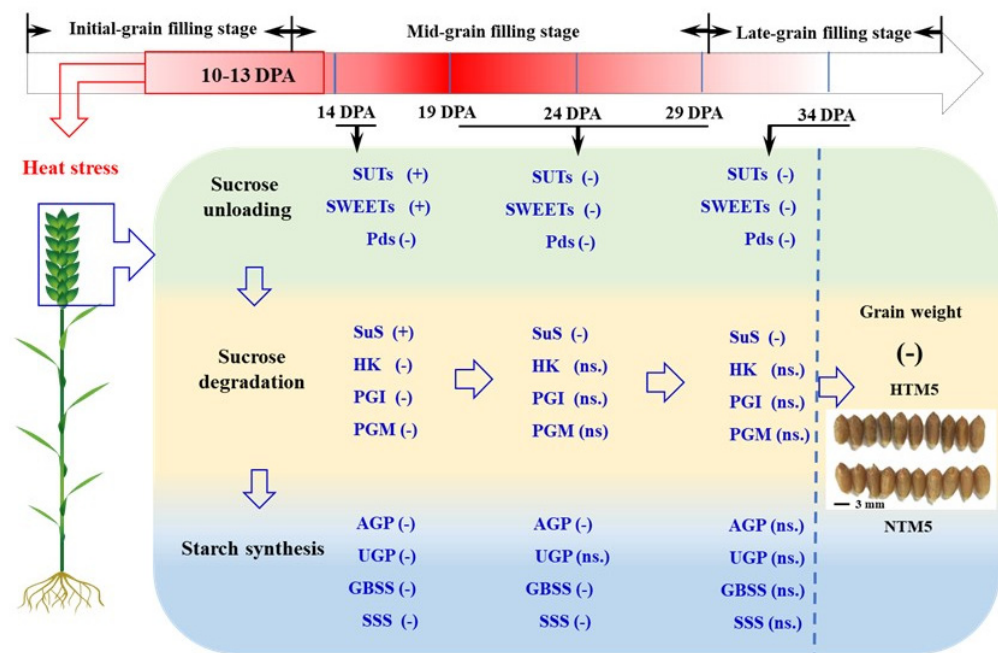 Initial-grain filling stage
Mid-grain filling stage
Late-grain filling stage
10-13 DPA
14 DPA
19 DPA
24 DPA
29 DPA
34 DPA
Heat stress
Sucrose
unloading
SUTs (+)
SWEETs (+)
Pds (-)
SUTs (-)
SWEETs (-)
Pds (-)
SUTs (-)
SWEETs (-)
Pds (-)
Sucrose
degradation
SuS (+)
HK (-)
PGI (-)
PGM (-)
SuS (-)
HK (ns.)
PGI (ns.)
PGM (ns)
SuS (-)
HK (ns.)
PGI (ns.)
PGM (ns.)
Starch synthesis
AGP (-)
UGP (-)
GBSS (-)
SSS (-)
AGP (-)
UGP (ns.)
GBSS (-)
SSS (-)
AGP (ns.)
UGP (ns.)
GBSS (ns.)
SSS (ns.)
Grain weight
(-)
HTM5
3 mm
NTM5